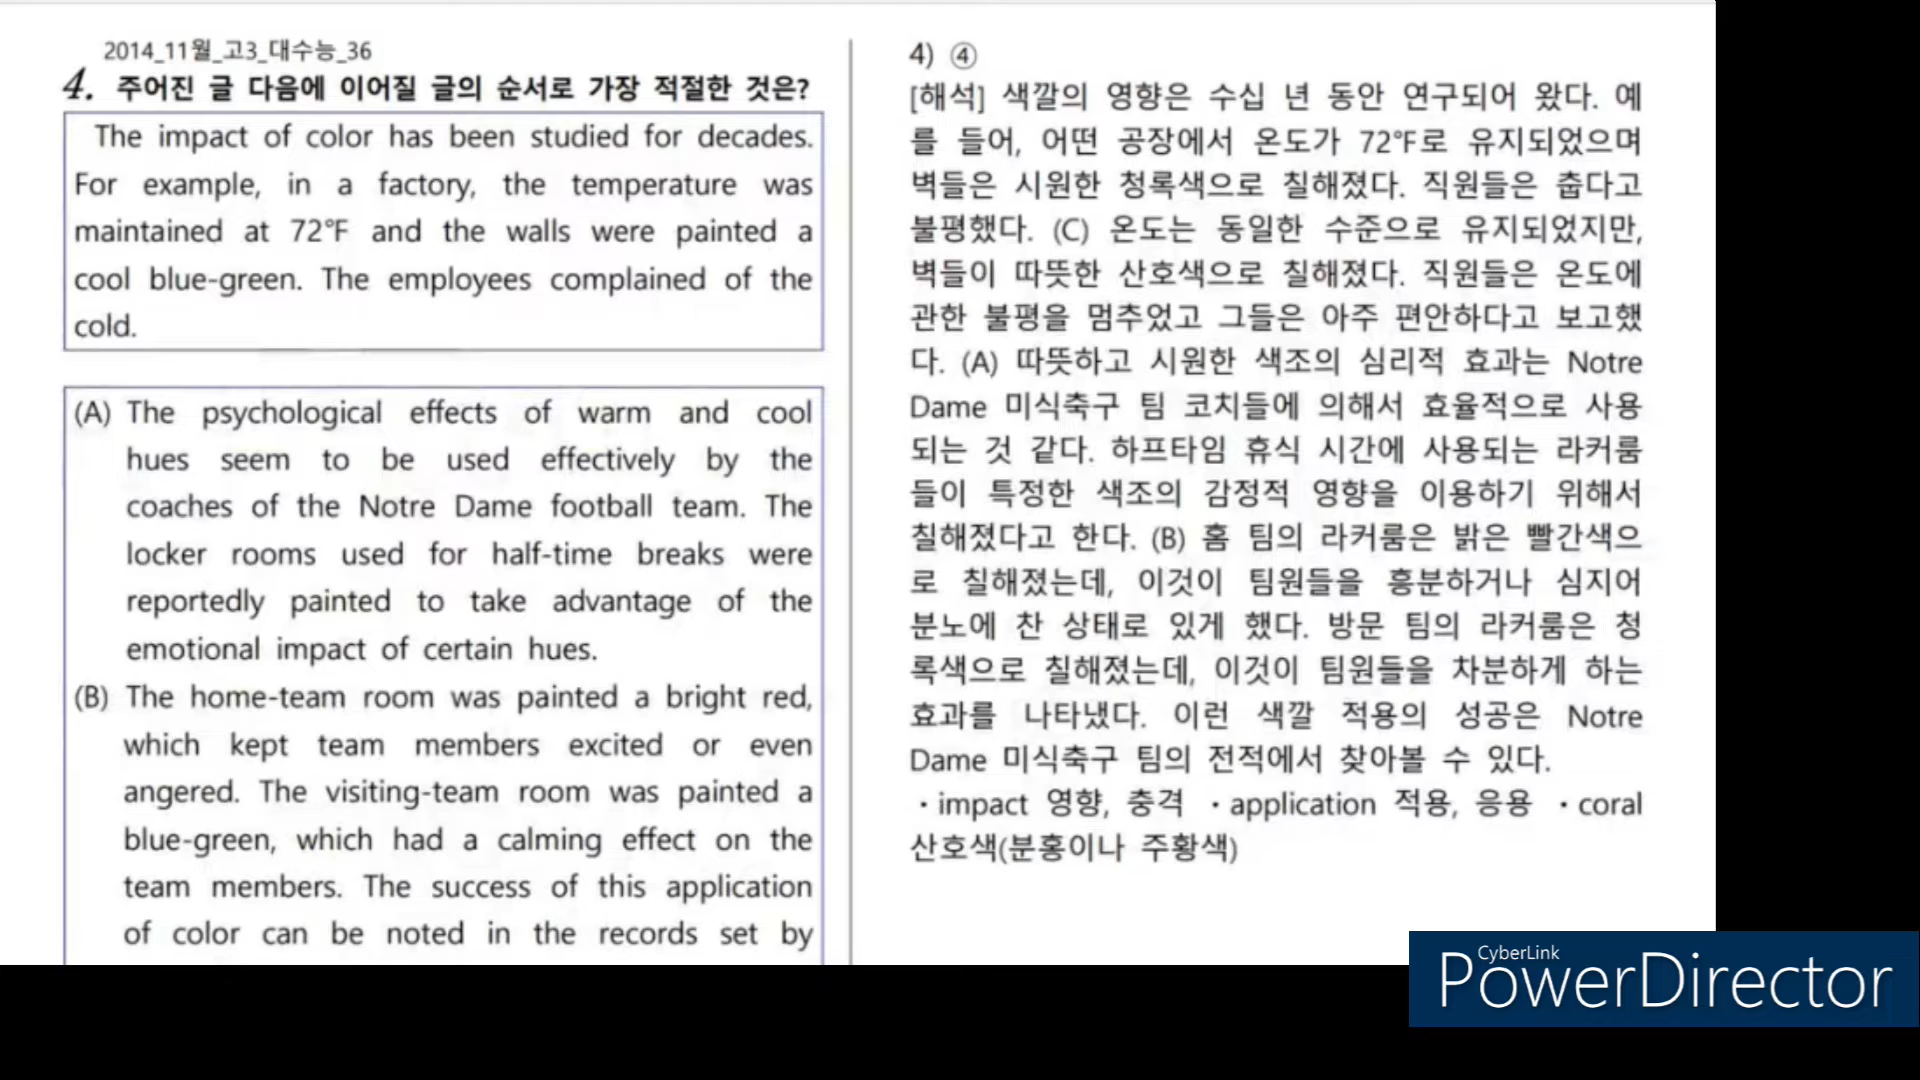 2014_11월_고3_대수능_36
4. 주어진 글 다음에 이어질 글의 순서로 가장 적절한 것은?
The impact of color has been studied for decades.
For example, in a factory, the temperature was
maintained at 72°F and the walls were painted a
cool blue-green. The employees complained of the
cold.
(A) The psychological effects of warm and cool
hues seem to be used effectively by the
coaches of the Notre Dame football team. The
locker rooms used for half-time breaks were
reportedly painted to take advantage of the
emotional impact of certain hues.
(B) The home-team room was painted a bright red,
which kept team members excited or even
angered. The visiting-team room was painted a
blue-green, which had a calming effect on the
team members. The success of this application
of color can be noted in the records set by
4) ④
[해석] 색깔의 영향은 수십 년 동안 연구되어 왔다. 예
를 들어, 어떤 공장에서 온도가 72°F로 유지되었으며
벽들은 시원한 청록색으로 칠해졌다. 직원들은 춥다고
불평했다. (C) 온도는 동일한 수준으로 유지되었지만,
벽들이 따뜻한 산호색으로 칠해졌다. 직원들은 온도에
관한 불평을 멈추었고 그들은 아주 편안하다고 보고했
다. (A) 따뜻하고 시원한 색조의 심리적 효과는 Notre
Dame 미식축구 팀 코치들에 의해서 효율적으로 사용
되는 것 같다. 하프타임 휴식 시간에 사용되는 라커룸
들이 특정한 색조의 감정적 영향을 이용하기 위해서
칠해졌다고 한다. (B) 홈 팀의 라커룸은 밝은 빨간색으
로 칠해졌는데, 이것이 팀원들을 흥분하거나 심지어
분노에 찬 상태로 있게 했다. 방문 팀의 라커룸은 청
록색으로 칠해졌는데, 이것이 팀원들을 차분하게 하는
효과를 나타냈다. 이런 색깔 적용의 성공은 Notre
Dame 미식축구 팀의 전적에서 찾아볼 수 있다.
・impact 영향, 충격 ・application 적용, 응용 ・coral
산호색(분홍이나 주황색)
CyberLink
PowerDirector